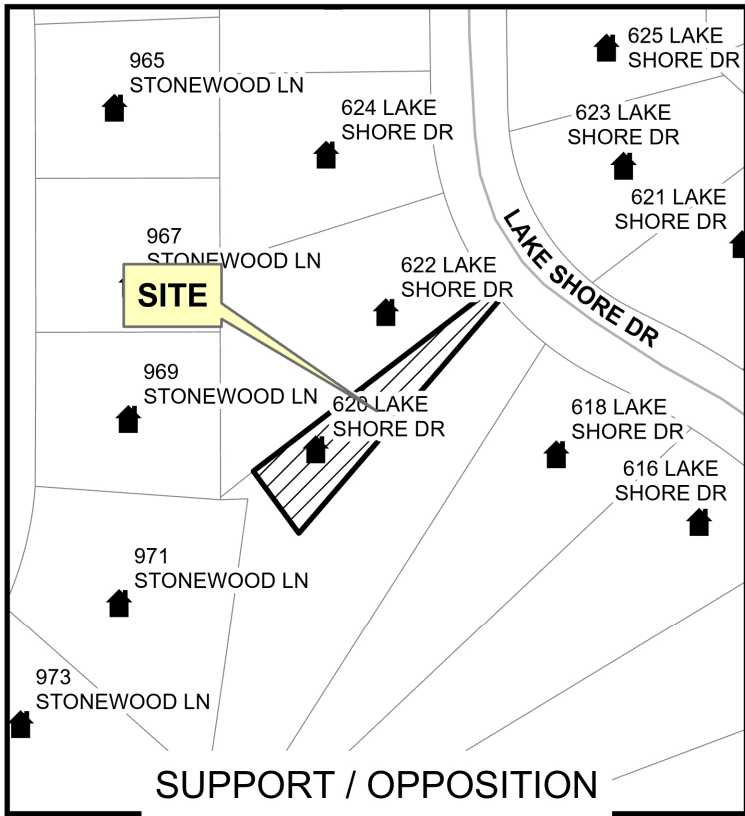 625 LAKE
SHORE DR
965
STONEWOOD LN
624 LAKE
SHORE DR
623 LAKE
SHORE DR
621 LAKE
SHORE DR
LAKE SHORE DR
967
STONEWOOD LN
SITE
622 LAKE
SHORE DR
969
STONEWOOD LN
620 LAKE
SHORE DR
618 LAKE
SHORE DR
616 LAKE
SHORE DR
971
STONEWOOD LN
973
STONEWOOD LN
SUPPORT / OPPOSITION